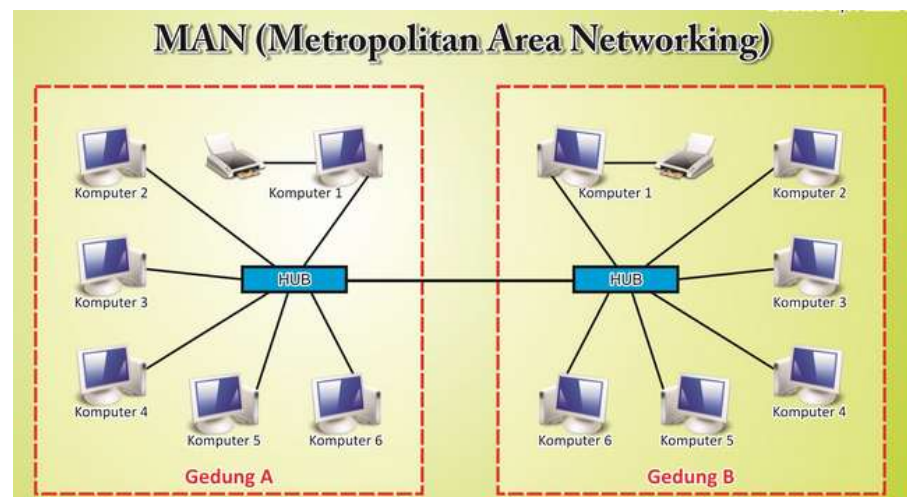 MAN (Metropolitan Area Networking)
Komputer 2
Komputer 1
HUB
Komputer 3
Komputer 4
Komputer 5
Komputer 6
Gedung A
Komputer 1
Komputer 2
HUB
Komputer 3
Komputer 6
Komputer 5
Komputer 4
Gedung B